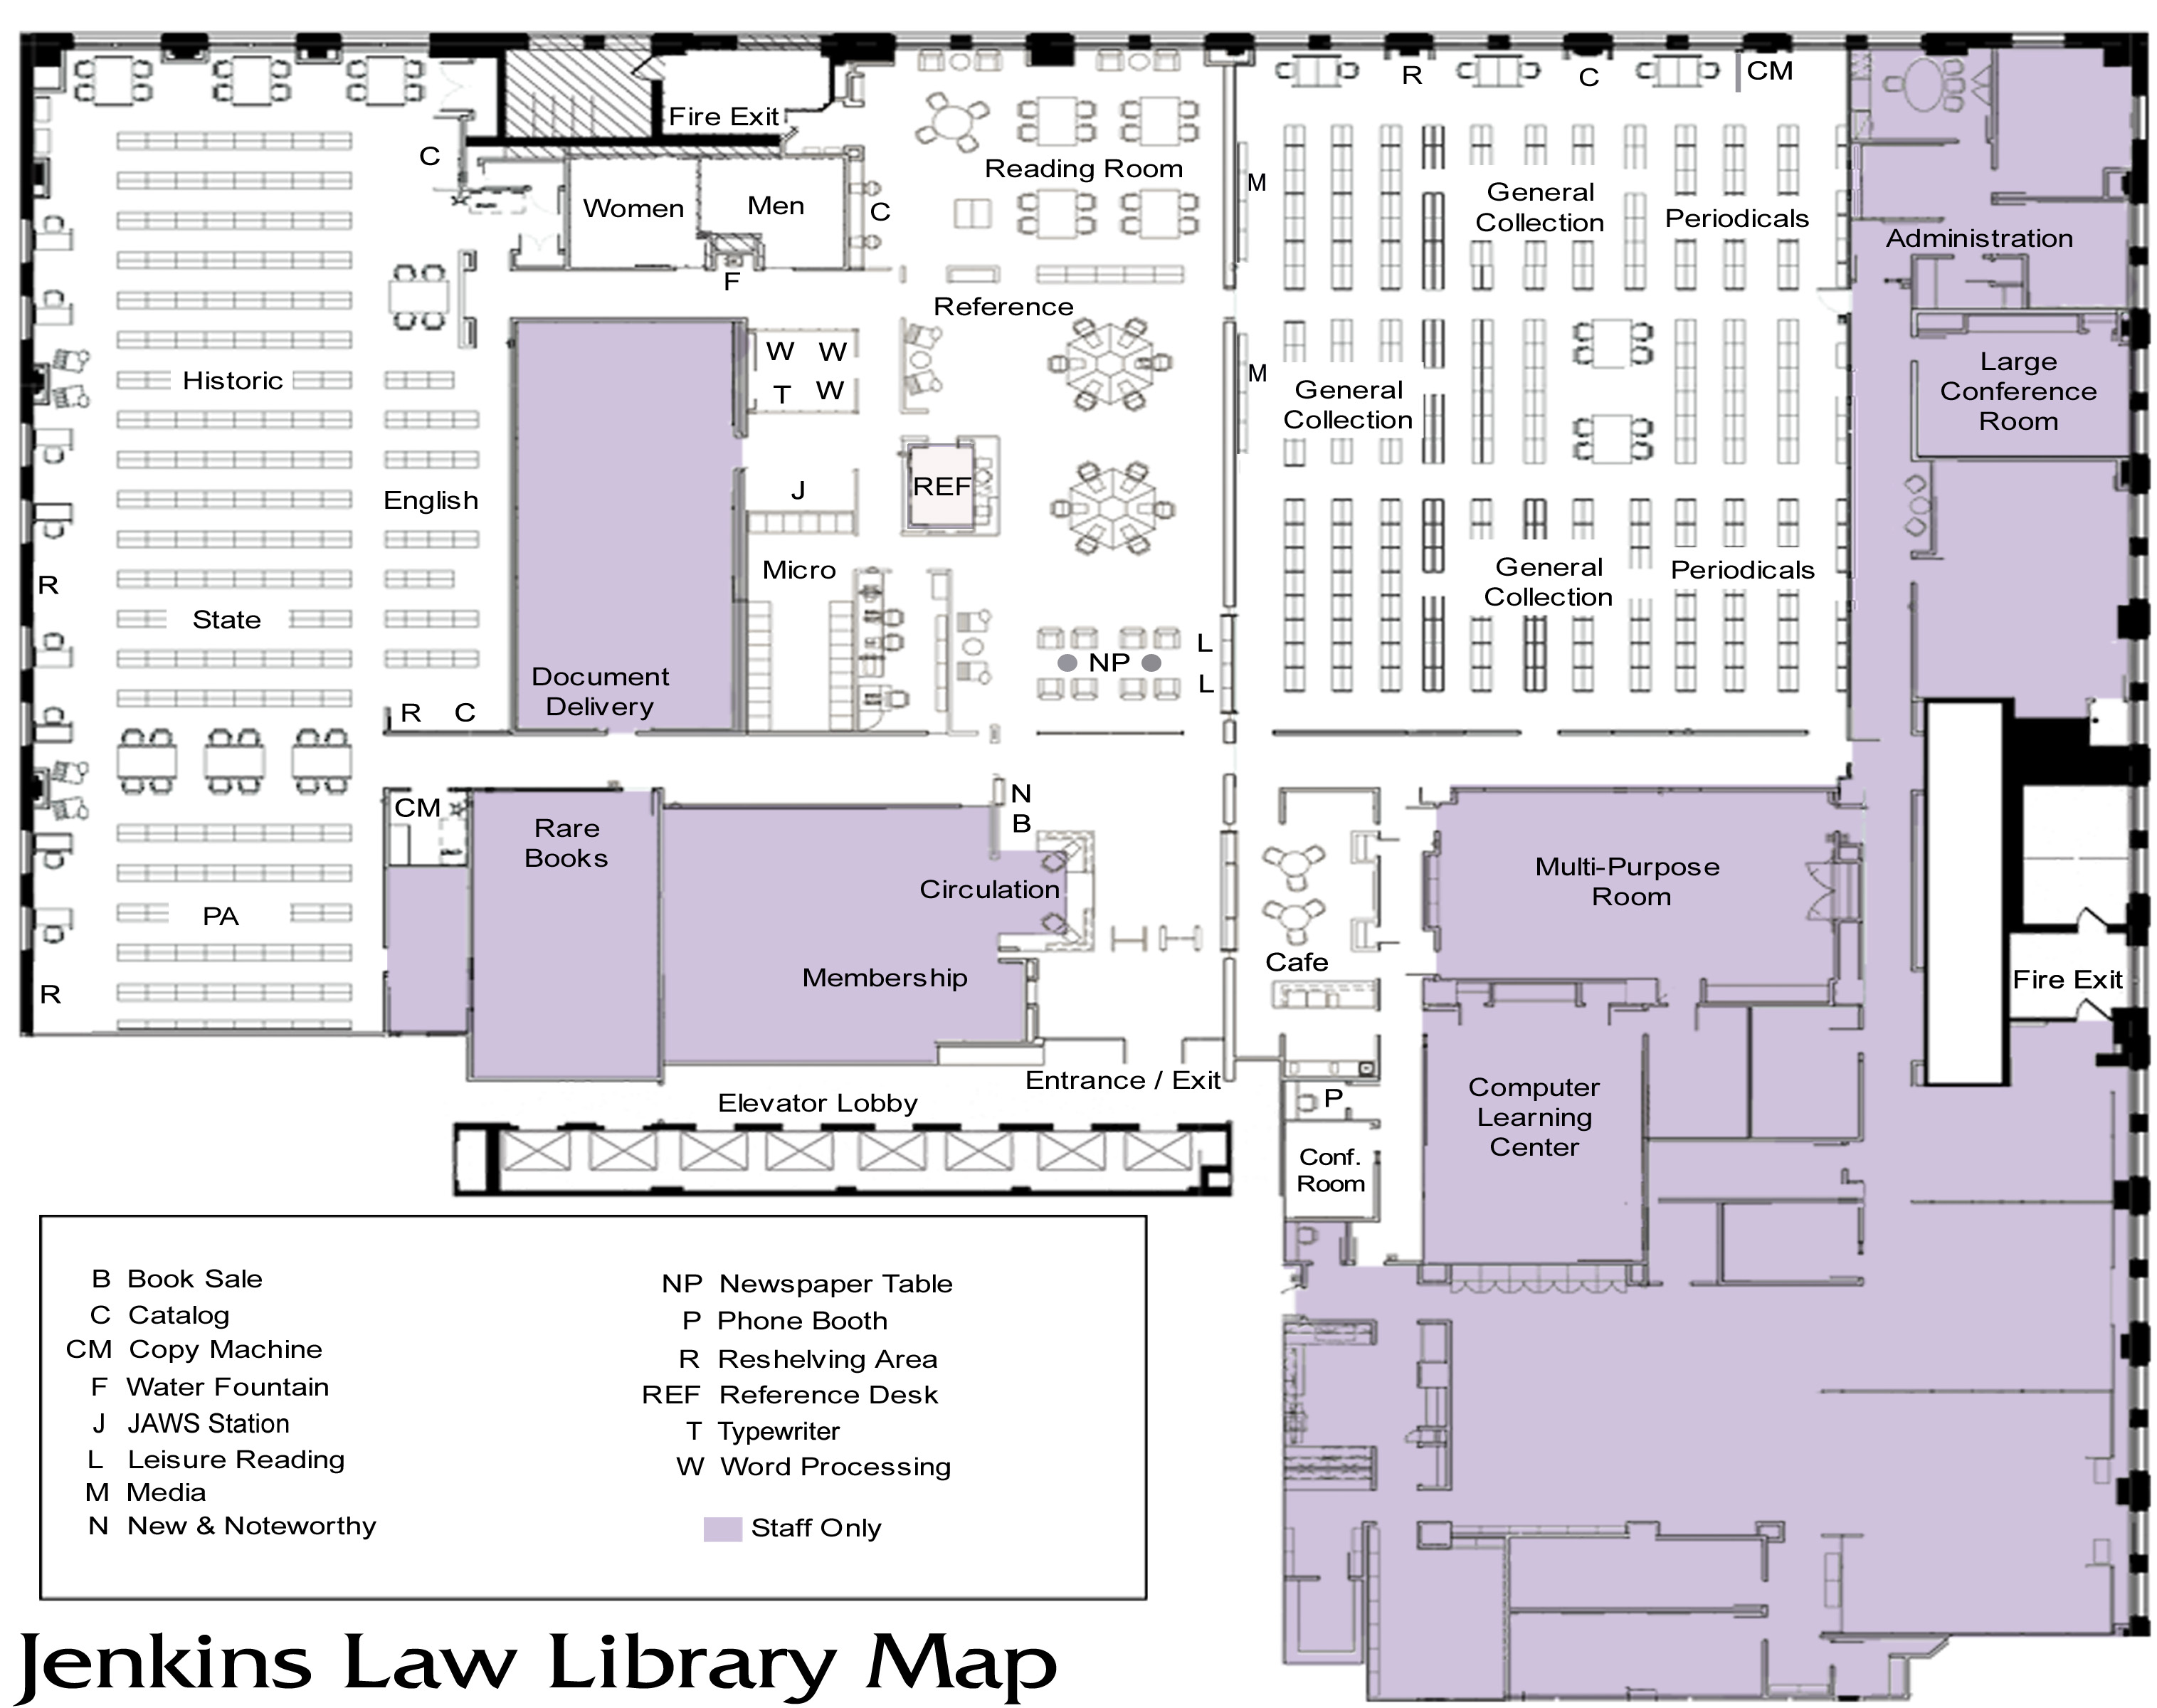 R
C
CM
Fire Exit
C
Reading Room
M
General
Collection
Periodicals
Women
Men
C
Administration
F
Reference
W W
T W
Historic
M
General
Collection
Large
Conference
Room
English
J
REF
R
Micro
General
Collection
Periodicals
State
L
NP
L
Document
Delivery
R C
CM
N
B
Rare
Books
Circulation
Multi-Purpose
Room
PA
Membership
Cafe
Fire Exit
R
Entrance / Exit
Elevator Lobby
P
Computer
Learning
Center
Conf.
Room
B Book Sale
C Catalog
CM Copy Machine
F Water Fountain
J JAWS Station
L Leisure Reading
M Media
N New & Noteworthy
NP Newspaper Table
P Phone Booth
R Reshelving Area
REF Reference Desk
T Typewriter
W Word Processing
Staff Only
Jenkins Law Library Map